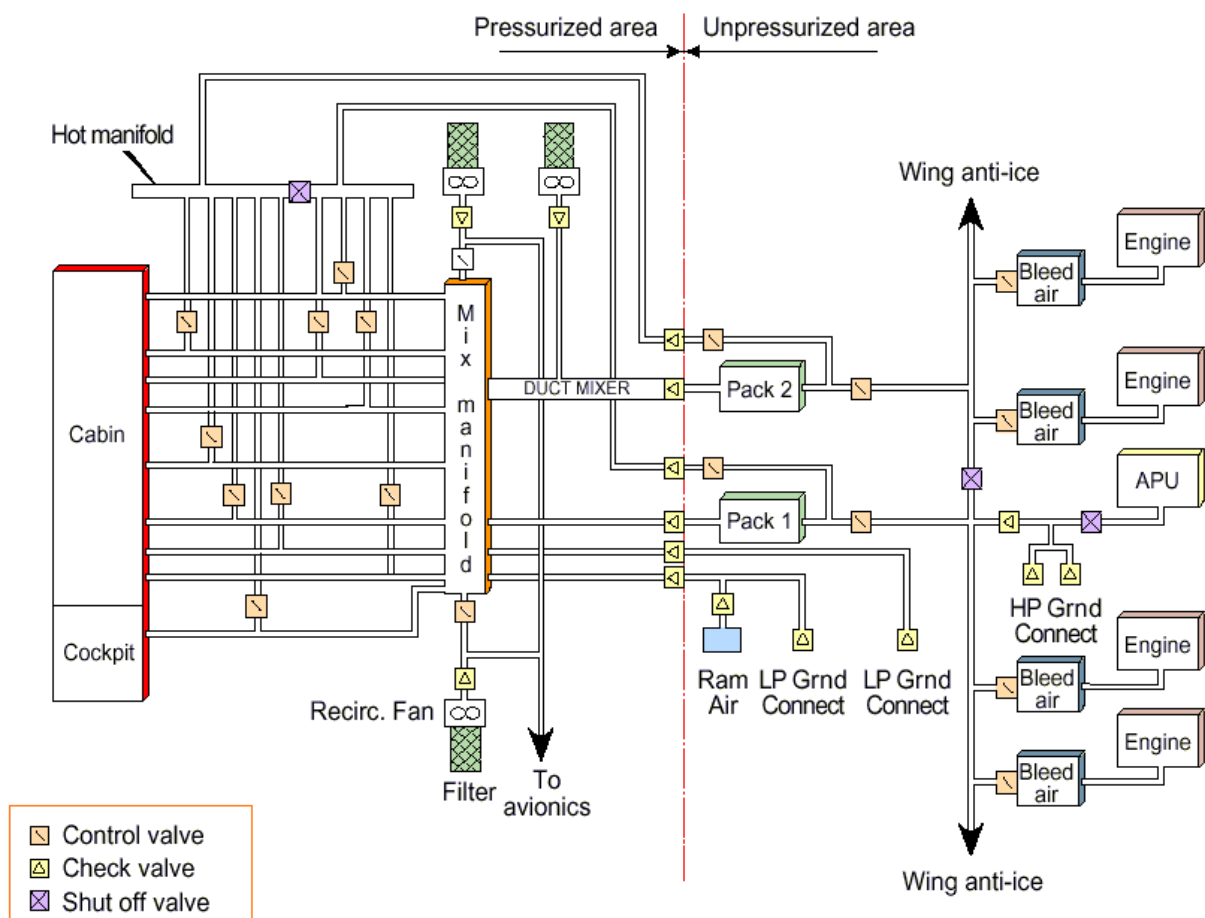 Pressurized area
Unpressurized area
Hot manifold
Wing anti-ice
Engine
Bleed
air
Engine
Bleed
air
Mix manifold
DUCT MIXER
Pack 2
Cabin
APU
Pack 1
HP Grnd
Connect
Cockpit
Ram
Air
LP Grnd
Connect
LP Grnd
Connect
Engine
Bleed
air
Recirc. Fan
Engine
Bleed
air
Filter
To
avionics
Wing anti-ice
Control valve
Check valve
Shut off valve